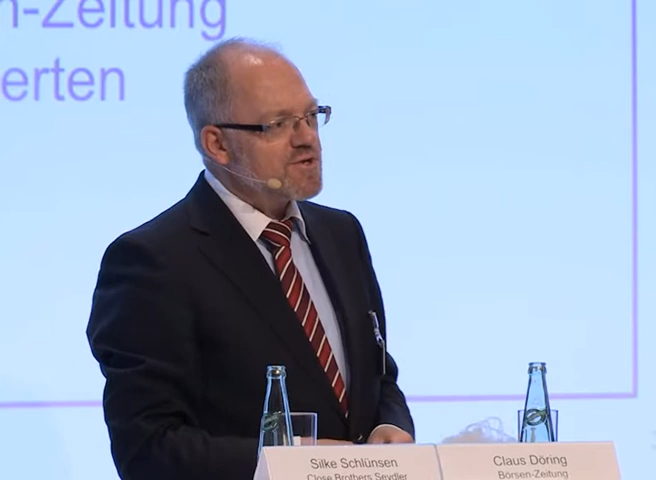 n-Zeitung
erten
Silke Schlünsen
Close Brothers Seydler
Claus Döring
Börsen-Zeitung